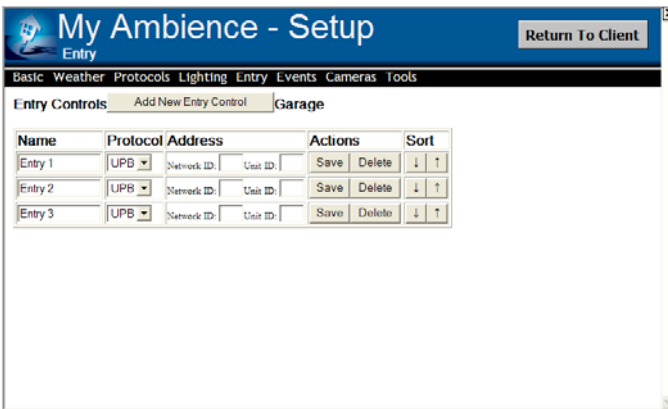 My Ambience - Setup
Entry
Return To Client
Basic Weather Protocols Lighting Entry Events Cameras Tools
Entry Controls Add New Entry Control Garage
Name Protocol Address Actions Sort
Entry 1 UPB Network ID: Unit ID: Save Delete ↓ ↑
Entry 2 UPB Network ID: Unit ID: Save Delete ↓ ↑
Entry 3 UPB Network ID: Unit ID: Save Delete ↓ ↑